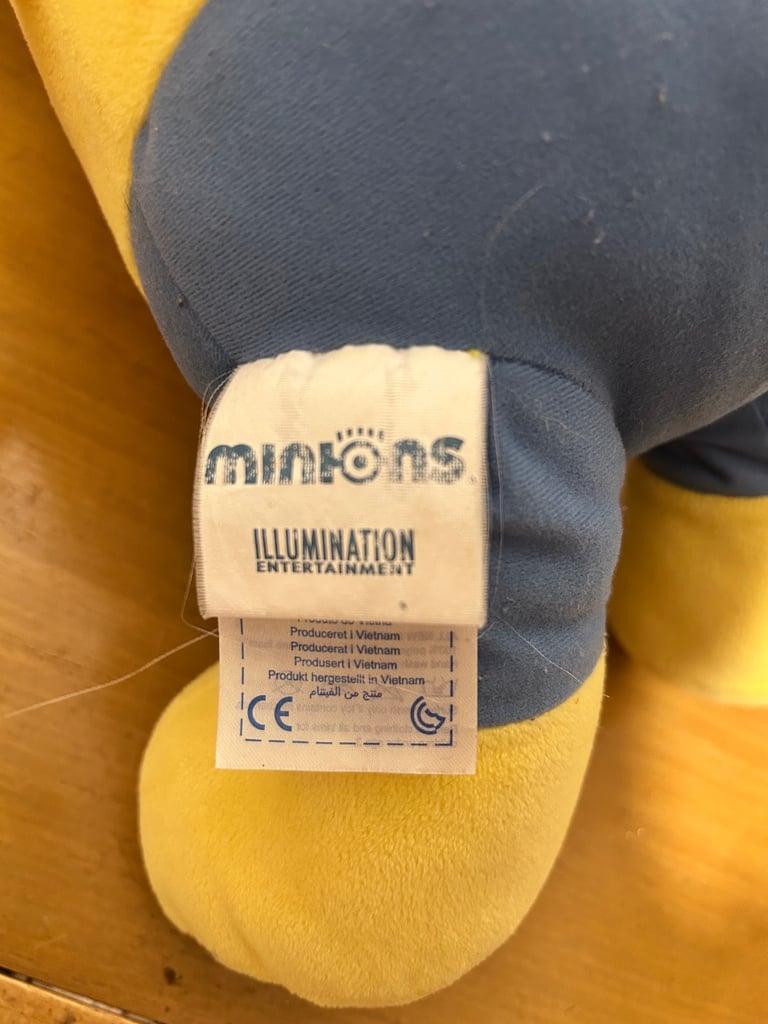 minions
ILLUMINATION
ENTERTAINMENT
Produceret i Vietnam
Producerat i Vietnam
Produsert i Vietnam
Produkt hergestellt in Vietnam
منتج من الفيتنام
CE